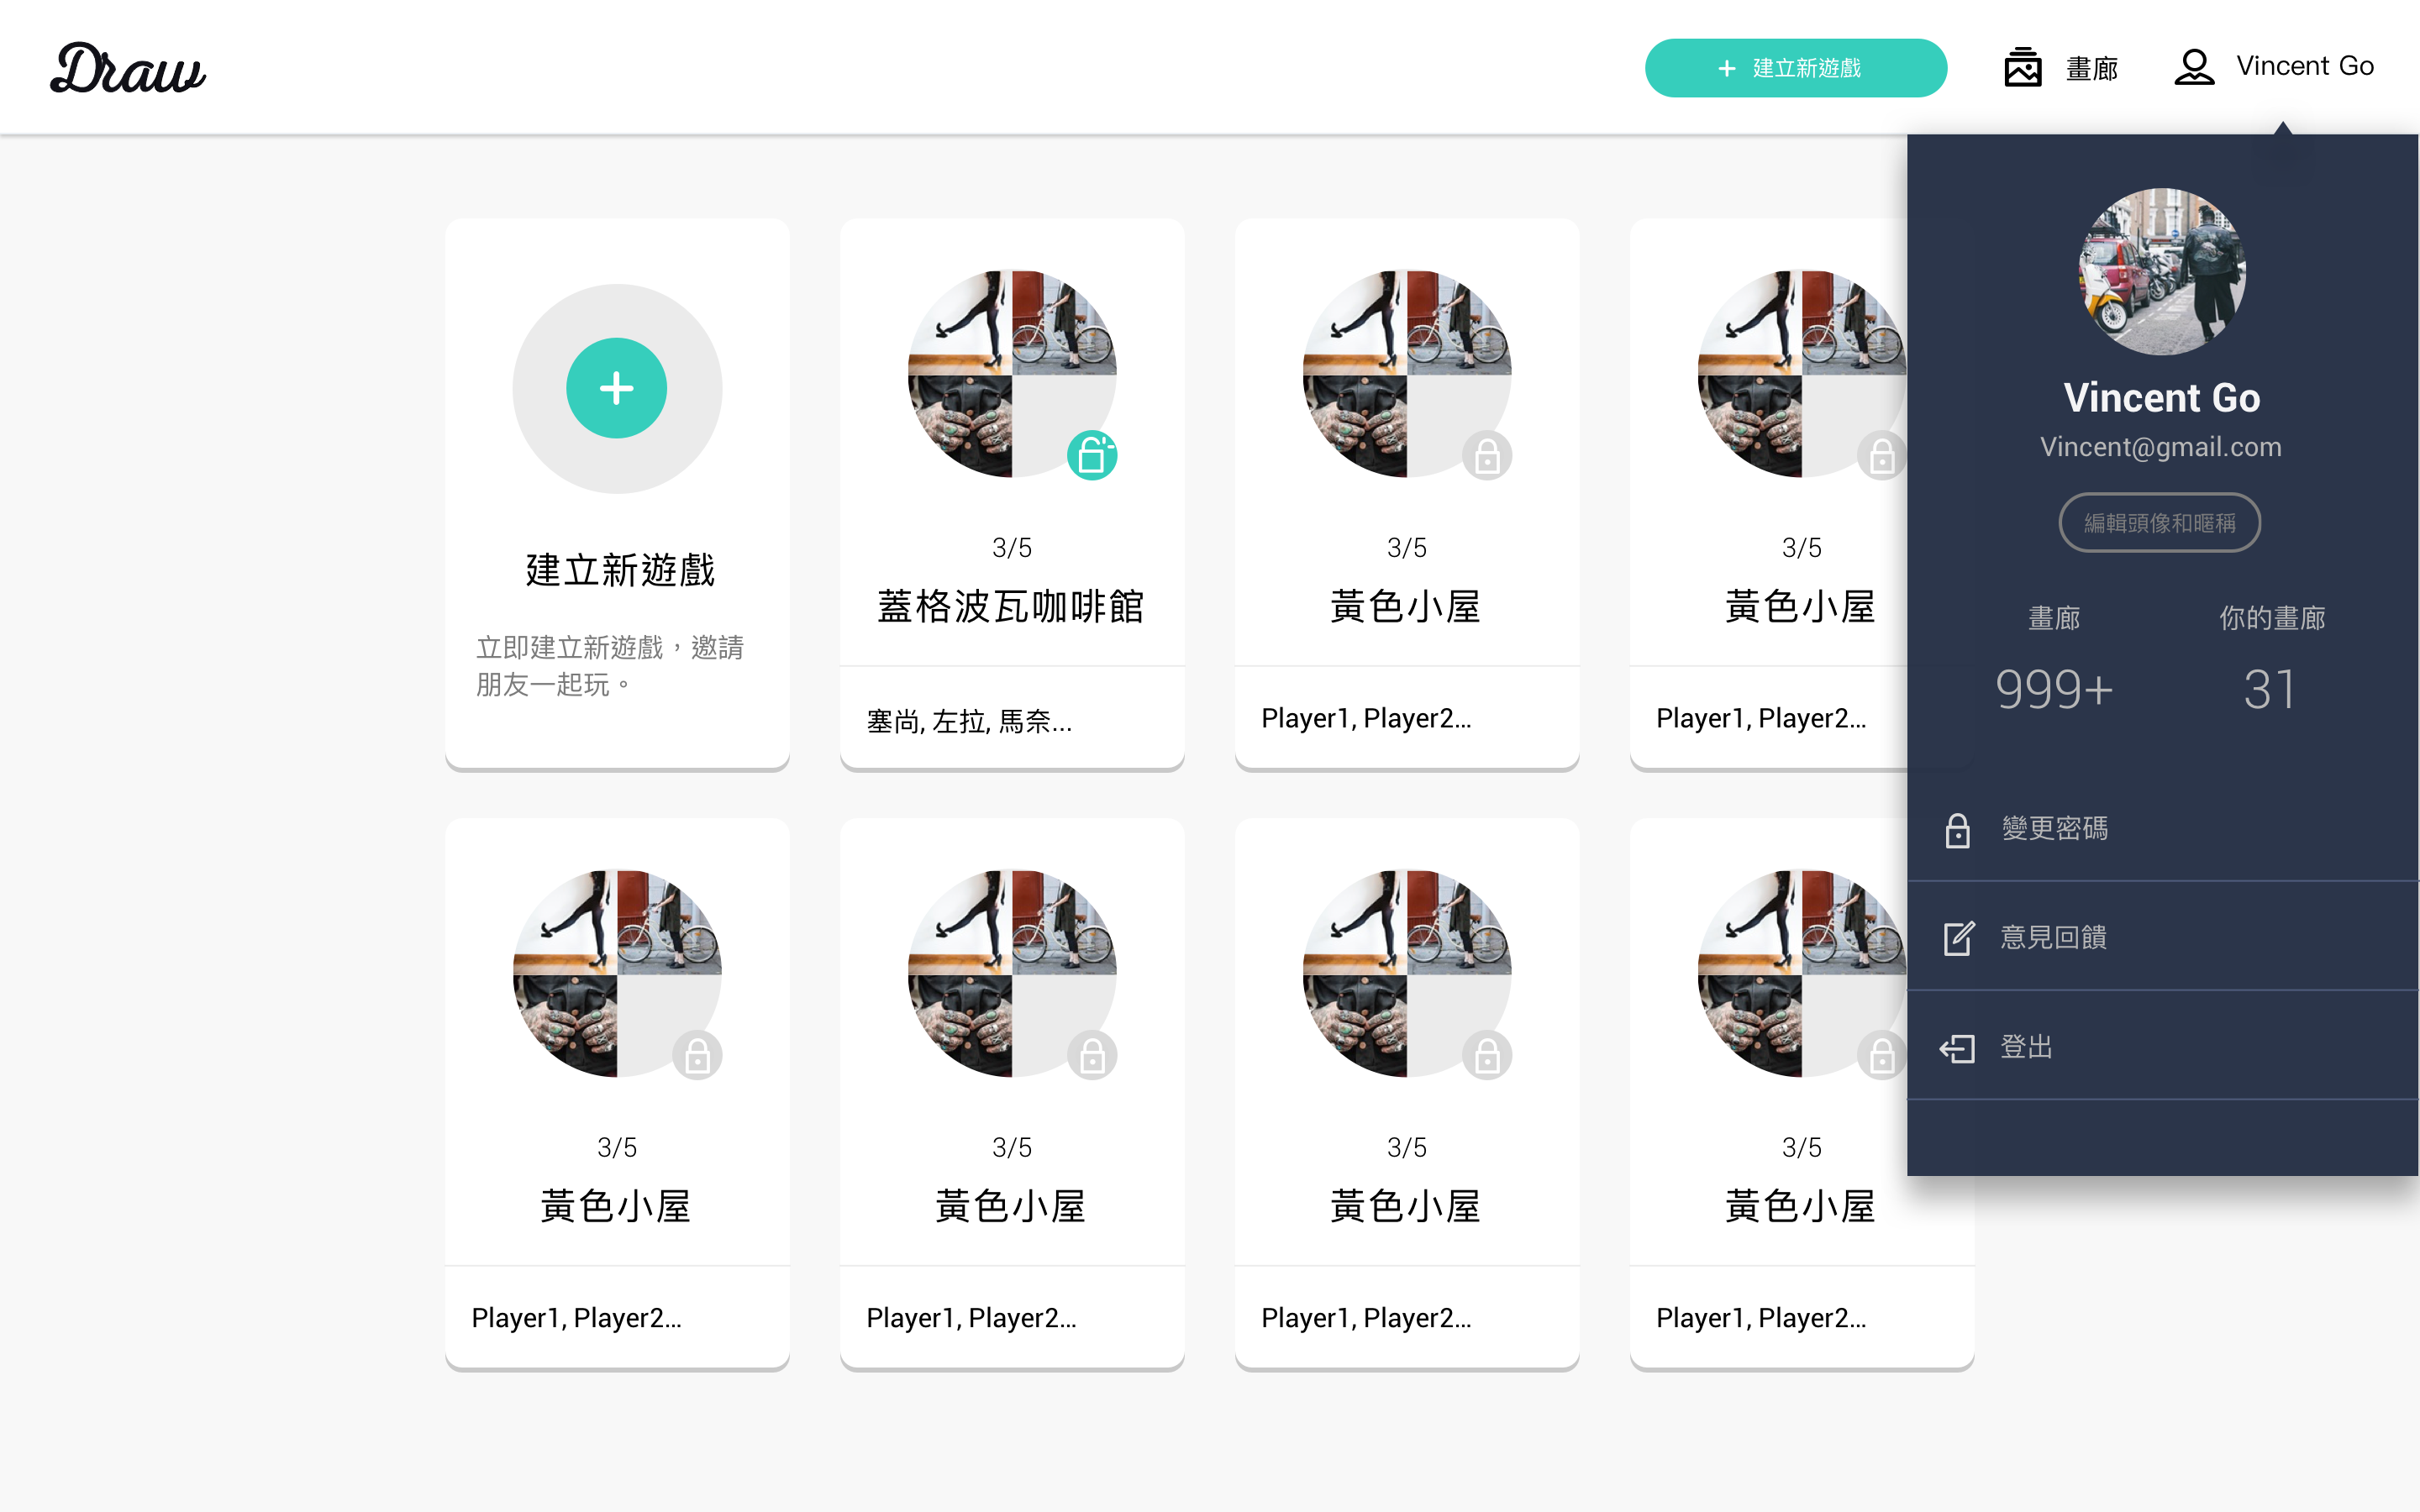 Draw
+ 建立新遊戲
畫廊
Vincent Go
建立新遊戲
立即建立新遊戲，邀請
朋友一起玩。
3/5
蓋格波瓦咖啡館
塞尚, 左拉, 馬奈...
3/5
黃色小屋
Player1, Player2...
3/5
黃色小屋
Player1, Player2...
Vincent Go
Vincent@gmail.com
編輯頭像和暱稱
畫廊
999+
你的畫廊
31
變更密碼
意見回饋
登出
3/5
黃色小屋
Player1, Player2...
3/5
黃色小屋
Player1, Player2...
3/5
黃色小屋
Player1, Player2...
3/5
黃色小屋
Player1, Player2...